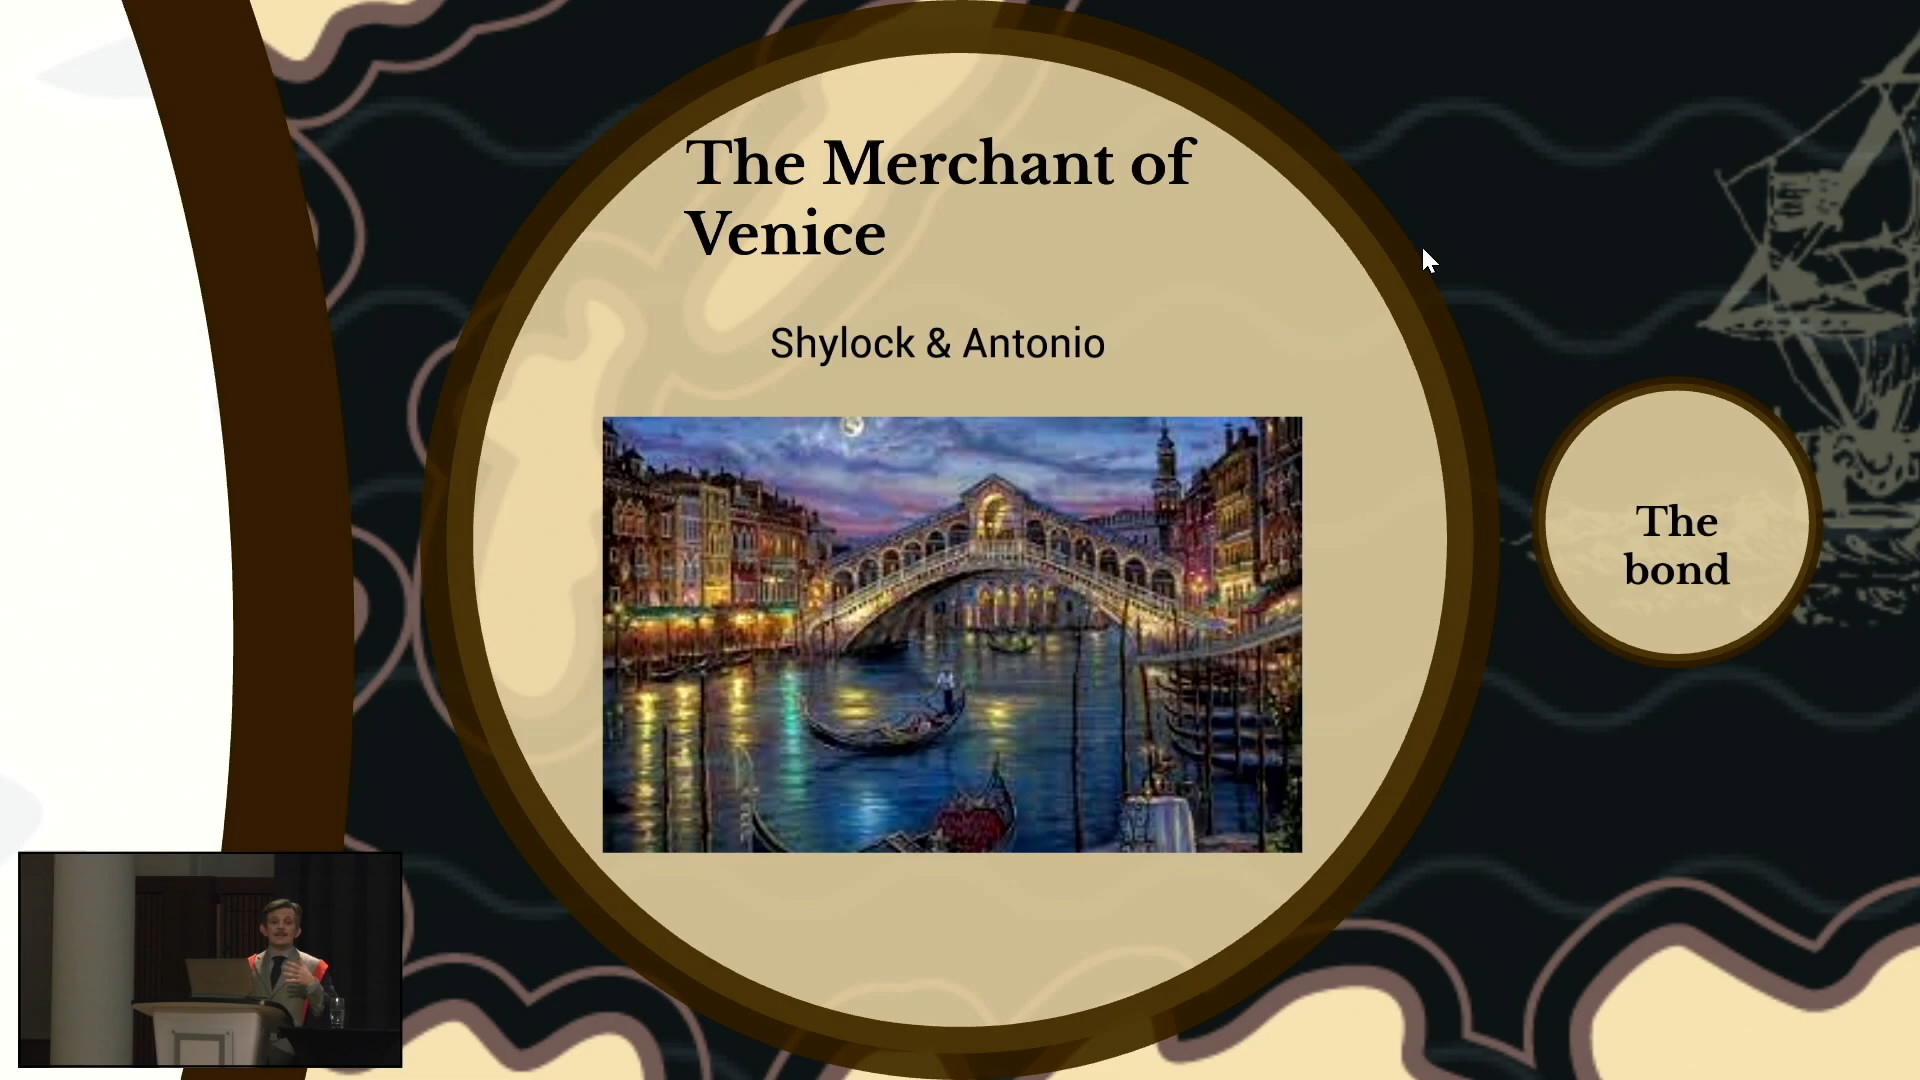 The Merchant of
Venice
Shylock & Antonio
The
bond